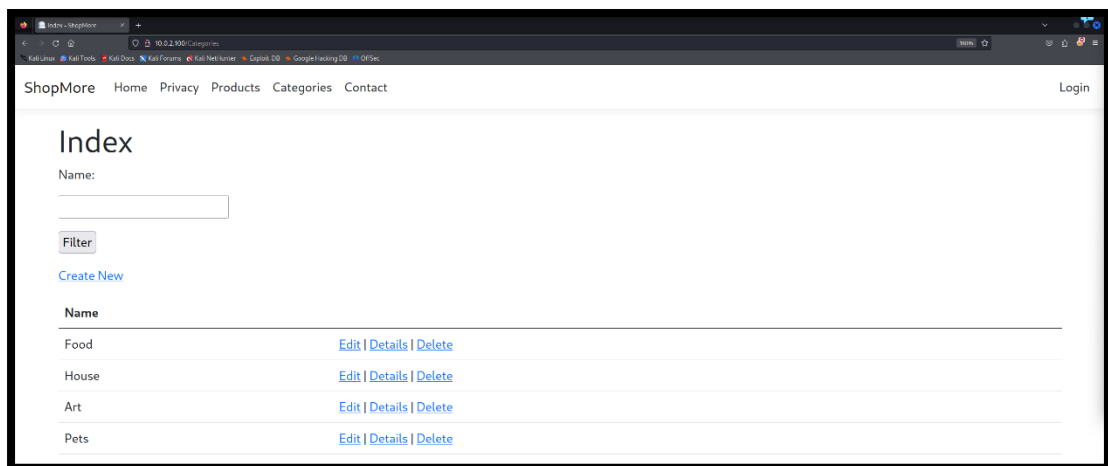 Index - ShopMore
10.0.2.100/Categories
Kali Linux Kali Tools Kali Docs Kali Forums Kali NetHunter Exploit-DB Google Hacking DB OffSec
ShopMore Home Privacy Products Categories Contact Login
Index
Name:
Filter
Create New
Name
Food Edit | Details | Delete
House Edit | Details | Delete
Art Edit | Details | Delete
Pets Edit | Details | Delete